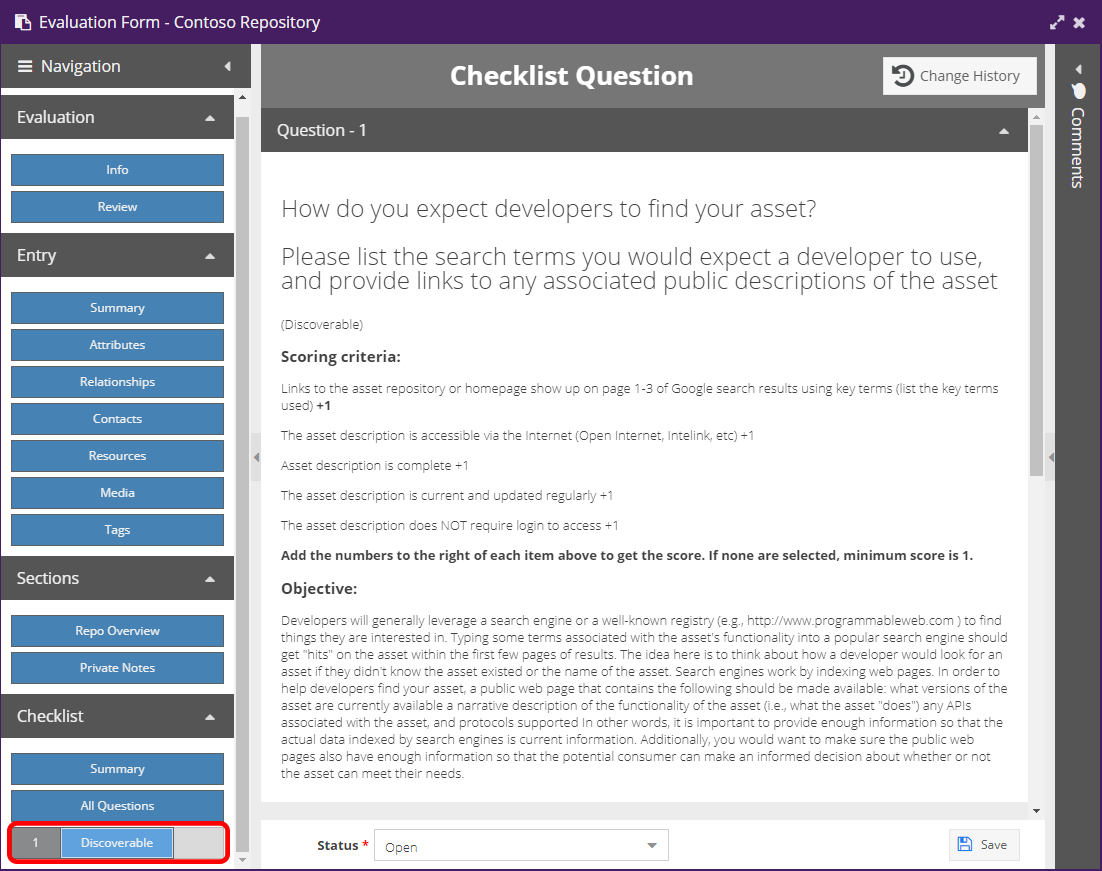 Evaluation Form - Contoso Repository
Navigation
Evaluation
Info
Review
Entry
Summary
Attributes
Relationships
Contacts
Resources
Media
Tags
Sections
Repo Overview
Private Notes
Checklist
Summary
All Questions
1 Discoverable
Checklist Question
Change History
Question - 1
How do you expect developers to find your asset?
Please list the search terms you would expect a developer to use,
and provide links to any associated public descriptions of the asset
(Discoverable)
Scoring criteria:
Links to the asset repository or homepage show up on page 1-3 of Google search results using key terms (list the key terms
used) +1
The asset description is accessible via the Internet (Open Internet, Intelink, etc) +1
Asset description is complete +1
The asset description is current and updated regularly +1
The asset description does NOT require login to access +1
Add the numbers to the right of each item above to get the score. If none are selected, minimum score is 1.
Objective:
Developers will generally leverage a search engine or a well-known registry (e.g., http://www.programmableweb.com ) to find
things they are interested in. Typing some terms associated with the asset's functionality into a popular search engine should
get "hits" on the asset within the first few pages of results. The idea here is to think about how a developer would look for an
asset if they didn't know the asset existed or the name of the asset. Search engines work by indexing web pages. In order to
help developers find your asset, a public web page that contains the following should be made available: what versions of the
asset are currently available a narrative description of the functionality of the asset (i.e., what the asset "does") any APIs
associated with the asset, and protocols supported In other words, it is important to provide enough information so that the
actual data indexed by search engines is current information. Additionally, you would want to make sure the public web
pages also have enough information so that the potential consumer can make an informed decision about whether or not
the asset can meet their needs.
Status * Open
Save
Comments